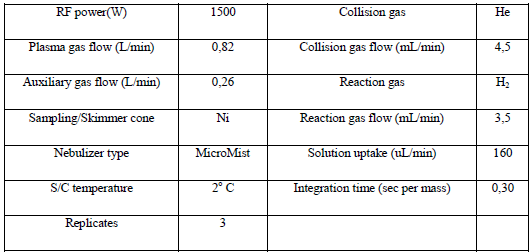 RF power(W) 1500 Collision gas He
Plasma gas flow (L/min) 0,82 Collision gas flow (mL/min) 4,5
Auxiliary gas flow (L/min) 0,26 Reaction gas H₂
Sampling/Skimmer cone Ni Reaction gas flow (mL/min) 3,5
Nebulizer type MicroMist Solution uptake (uL/min) 160
S/C temperature 2º C Integration time (sec per mass) 0,30
Replicates 3